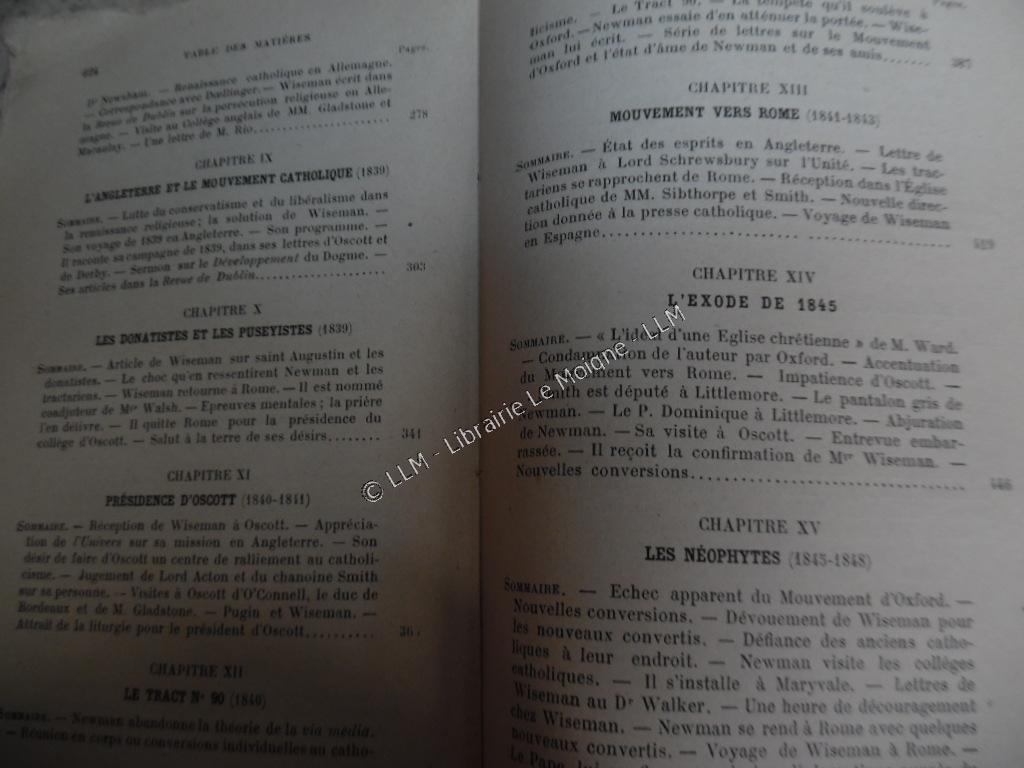 624
TABLE DES MATIÈRES
Pages.
Dr Newsham. — Renaissance catholique en Allemagne.
— Correspondance avec Dœllinger. — Wiseman écrit dans
la Revue de Dublin sur la persécution religieuse en Alle-
magne. — Visite au Collège anglais de MM. Gladstone et
Macaulay. — Une lettre de M. Rio. 278
CHAPITRE IX
L'ANGLETERRE ET LE MOUVEMENT CATHOLIQUE (1839)
SOMMAIRE. — Lutte du conservatisme et du libéralisme dans
la renaissance religieuse; la solution de Wiseman. —
Son voyage de 1839 en Angleterre. — Son programme. —
Il raconte sa campagne de 1839, dans ses lettres d'Oscott et
de Derby. — Sermon sur le Développement du Dogme. —
Ses articles dans la Revue de Dublin. 303
CHAPITRE X
LES DONATISTES ET LES PUSEYISTES (1839)
SOMMAIRE. — Article de Wiseman sur saint Augustin et les
donatistes. — Le choc qu'en ressentirent Newman et les
tractariens. — Wiseman retourne à Rome. — Il est nommé
coadjuteur de Mgr Walsh. — Epreuves mentales; la prière
l'en délivre. — Il quitte Rome pour la présidence du
collège d'Oscott. — Salut à la terre de ses désirs. 341
CHAPITRE XI
PRÉSIDENCE D'OSCOTT (1840-1841)
SOMMAIRE. — Réception de Wiseman à Oscott. — Apprécia-
tion de l'Univers sur sa mission en Angleterre. — Son
désir de faire d'Oscott un centre de ralliement au catholi-
cisme. — Jugement de Lord Acton et du chanoine Smith
sur sa personne. — Visites à Oscott d'O'Connell, le duc de
Bordeaux et de M. Gladstone. — Pugin et Wiseman. —
Attrait de la liturgie pour le président d'Oscott.
CHAPITRE XII
LE TRACT N° 90 (1840)
SOMMAIRE. — Newman abandonne la théorie de la via media.
— Réunion en corps ou conversions individuelles au catho-
Pages.
licisme. — Le Tract 90. — La tempête qu'il soulève à
Oxford. — Newman essaie d'en atténuer la portée. — Wise-
man lui écrit. — Série de lettres sur le Mouvement
d'Oxford et l'état d'âme de Newman et de ses amis. 387
CHAPITRE XIII
MOUVEMENT VERS ROME (1841-1843)
SOMMAIRE. — État des esprits en Angleterre. — Lettre de
Wiseman à Lord Schrewsbury sur l'Unité. — Les trac-
tariens se rapprochent de Rome. — Réception dans l'Église
catholique de MM. Sibthorpe et Smith. — Nouvelle direc-
tion donnée à la presse catholique. — Voyage de Wiseman
en Espagne.
CHAPITRE XIV
L'EXODE DE 1845
SOMMAIRE. — « L'idéal d'une Eglise chrétienne » de M. Ward.
— Condamnation de l'auteur par Oxford. — Accentuation
du Mouvement vers Rome. — Impatience d'Oscott. —
Smith est député à Littlemore. — Le pantalon gris de
Newman. — Le P. Dominique à Littlemore. — Abjuration
de Newman. — Sa visite à Oscott. — Entrevue embar-
rassée. — Il reçoit la confirmation de Mgr Wiseman. —
Nouvelles conversions.
CHAPITRE XV
LES NÉOPHYTES (1845-1848)
SOMMAIRE. — Echec apparent du Mouvement d'Oxford. —
Nouvelles conversions. — Dévouement de Wiseman pour
les nouveaux convertis. — Défiance des anciens catho-
liques à leur endroit. — Newman visite les collèges
catholiques. — Il s'installe à Maryvale. — Lettres de
Wiseman au Dr Walker. — Une heure de découragement
chez Wiseman. — Newman se rend à Rome avec quelques
nouveaux convertis. — Voyage de Wiseman à Rome. —
Le Pape
© LLM - Librairie Le Moigne - LLM